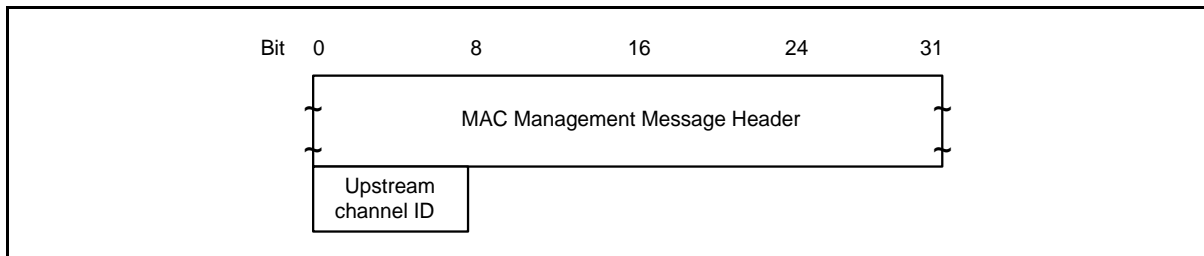 Bit 0 8 16 24 31
MAC Management Message Header
Upstream
channel ID